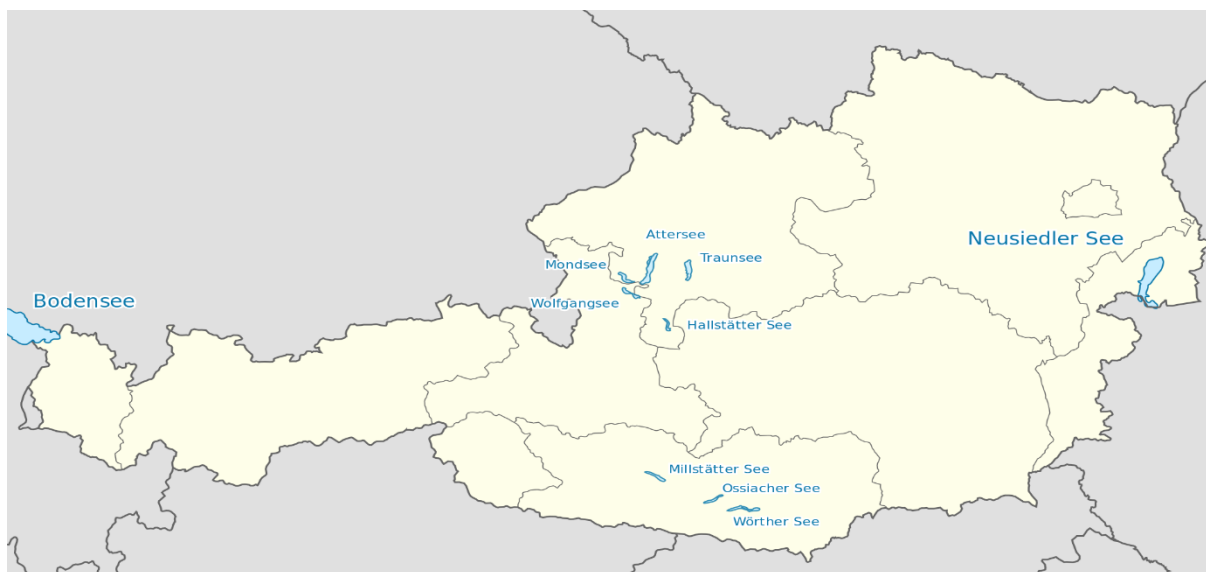 Attersee
Neusiedler See
Traunsee
Mondsee
Bodensee
Wolfgangsee
Hallstätter See
Millstätter See
Ossiacher See
Wörther See